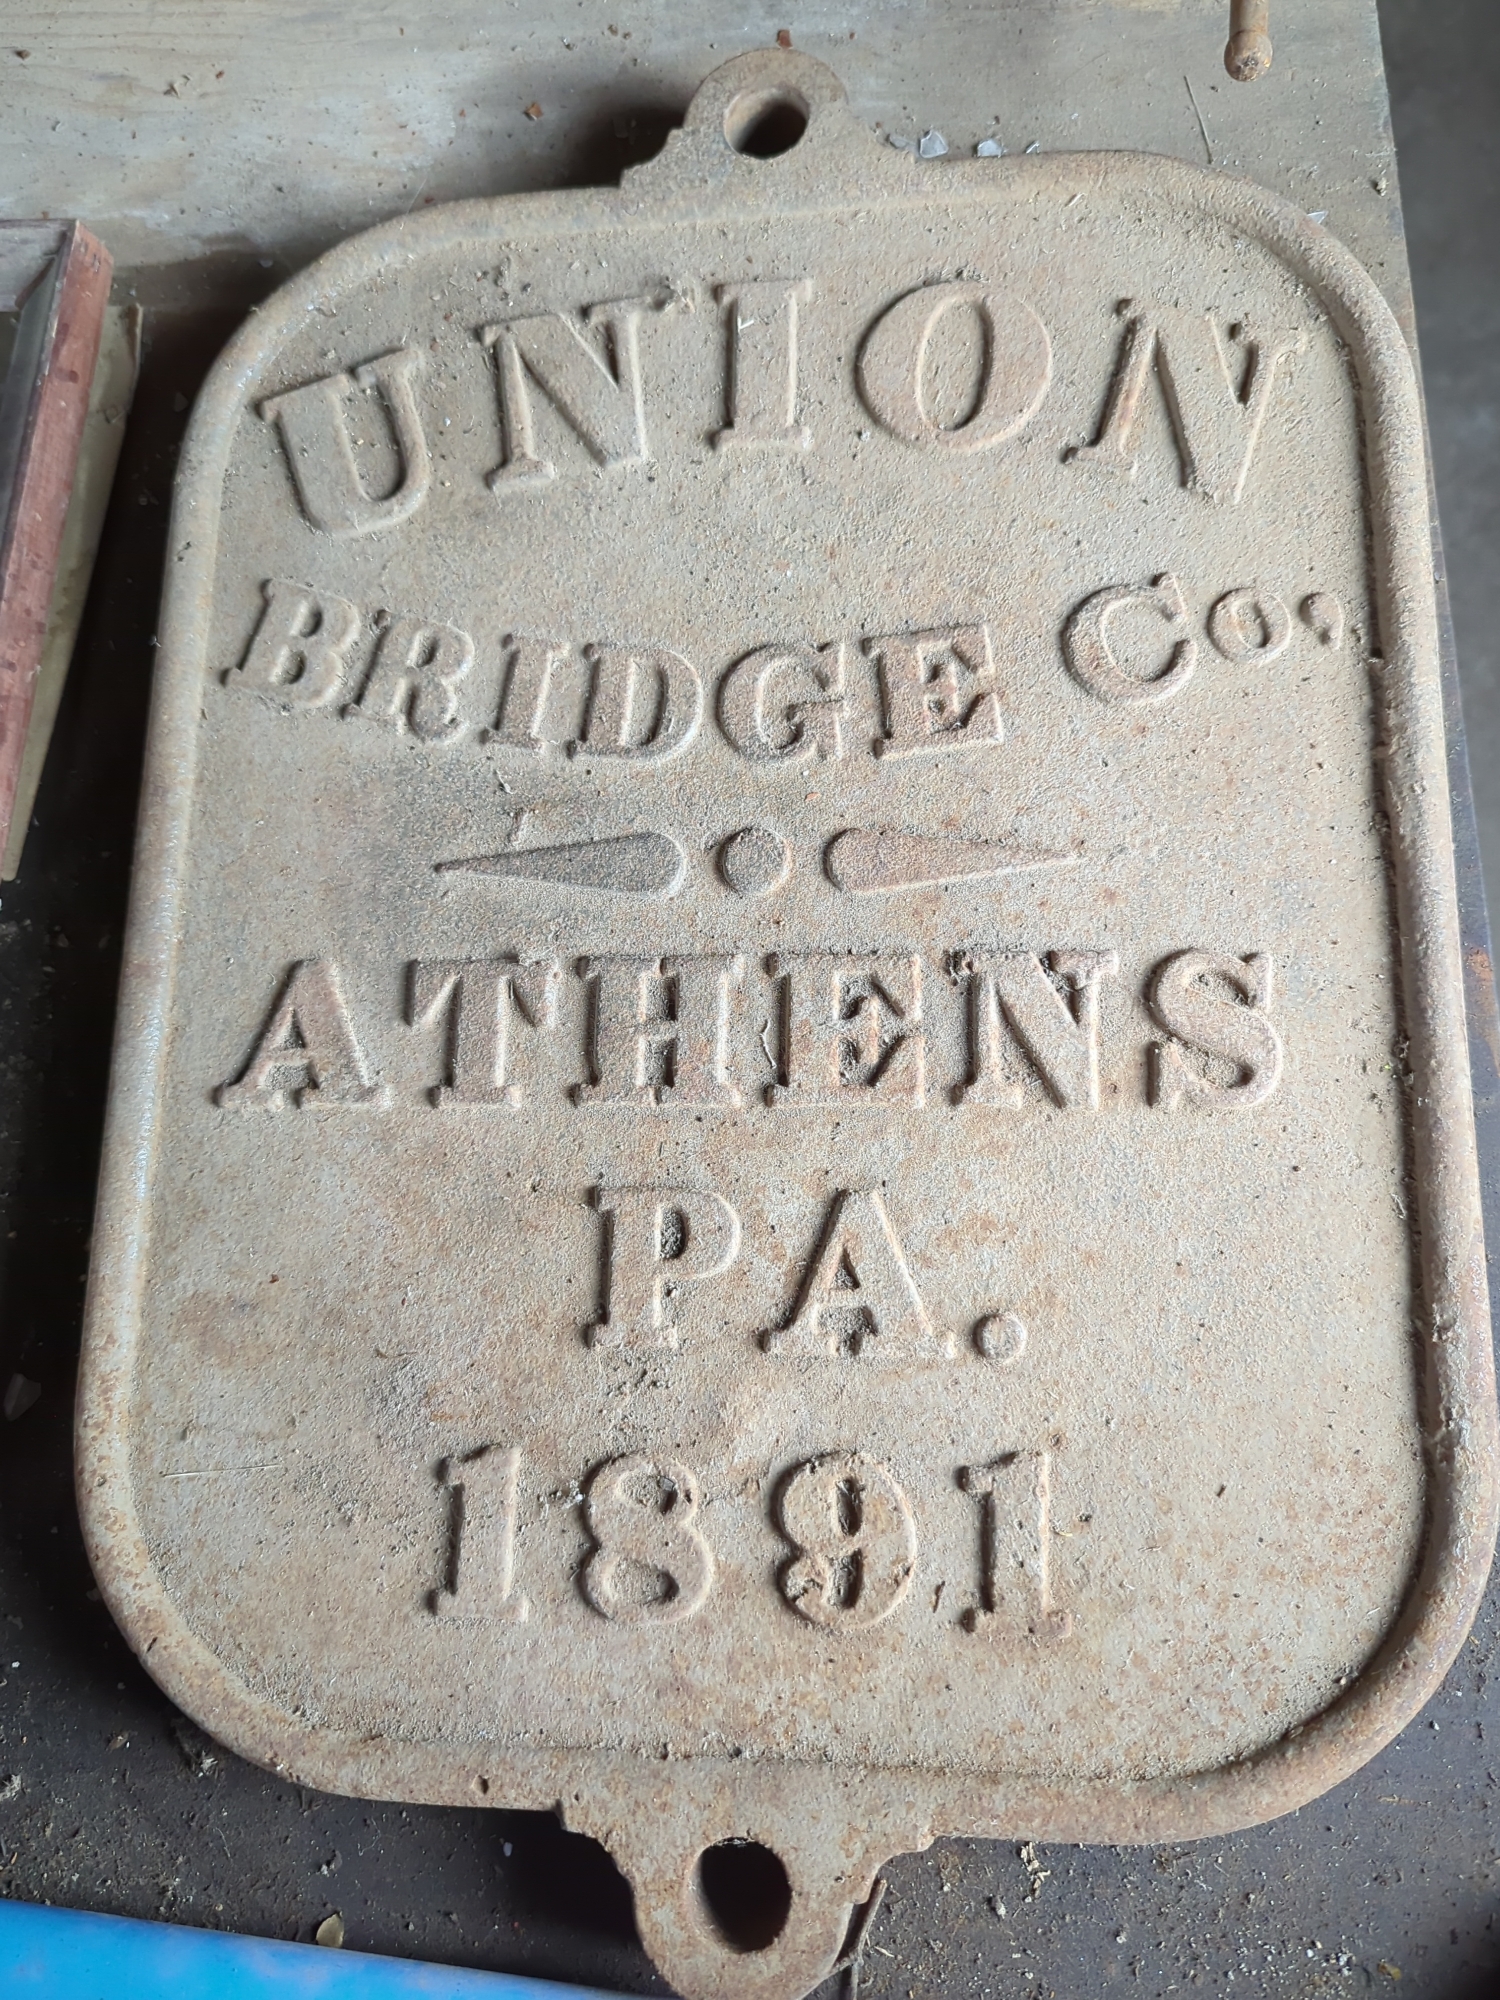 UNION
BRIDGE Co.
ATHENS
PA.
1891